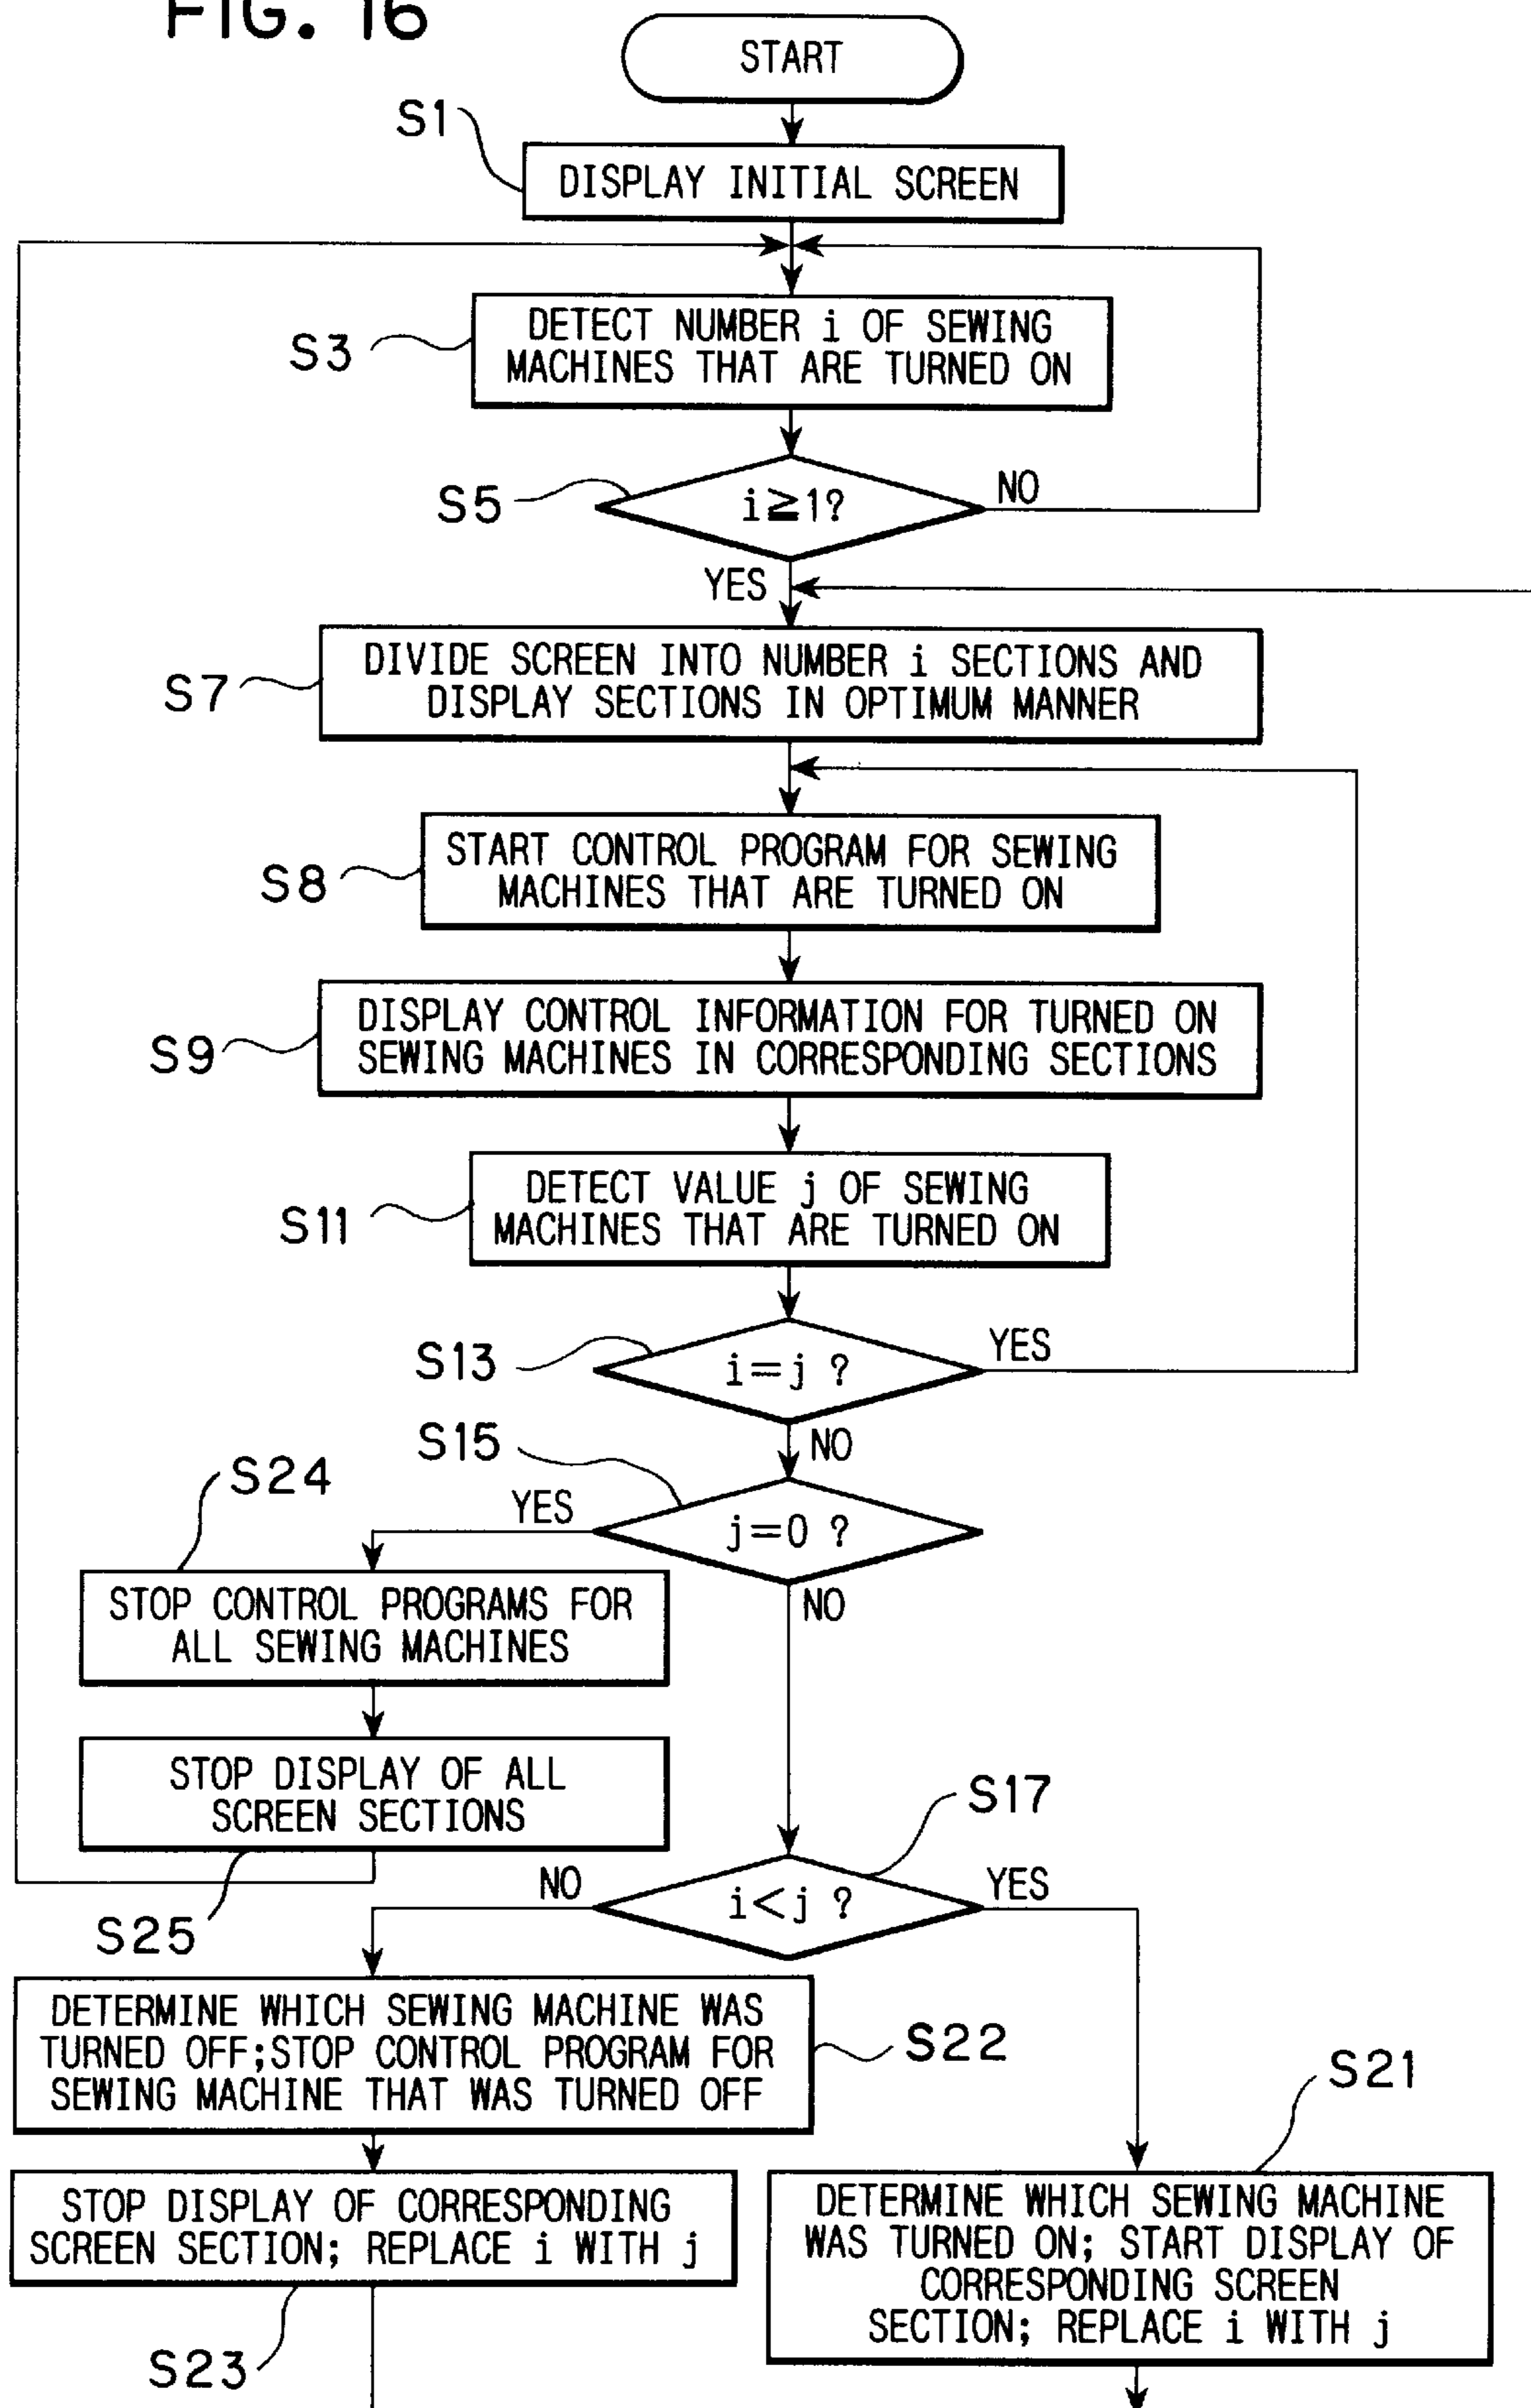 FIG. 16
START
S1
DISPLAY INITIAL SCREEN
S3
DETECT NUMBER i OF SEWING
MACHINES THAT ARE TURNED ON
S5
i≧1?
NO
YES
S7
DIVIDE SCREEN INTO NUMBER i SECTIONS AND
DISPLAY SECTIONS IN OPTIMUM MANNER
S8
START CONTROL PROGRAM FOR SEWING
MACHINES THAT ARE TURNED ON
S9
DISPLAY CONTROL INFORMATION FOR TURNED ON
SEWING MACHINES IN CORRESPONDING SECTIONS
S11
DETECT VALUE j OF SEWING
MACHINES THAT ARE TURNED ON
S13
i=j ?
YES
NO
S15
j=0 ?
YES
NO
S24
STOP CONTROL PROGRAMS FOR
ALL SEWING MACHINES
STOP DISPLAY OF ALL
SCREEN SECTIONS
S25
S17
i<j ?
NO
YES
DETERMINE WHICH SEWING MACHINE WAS
TURNED OFF;STOP CONTROL PROGRAM FOR
SEWING MACHINE THAT WAS TURNED OFF
S22
S21
STOP DISPLAY OF CORRESPONDING
SCREEN SECTION; REPLACE i WITH j
S23
DETERMINE WHICH SEWING MACHINE
WAS TURNED ON; START DISPLAY OF
CORRESPONDING SCREEN
SECTION; REPLACE i WITH j